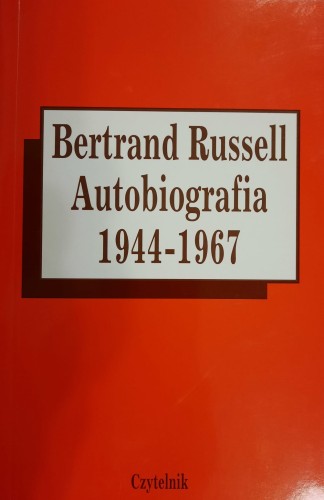 Bertrand Russell
Autobiografia
1944-1967
Czytelnik